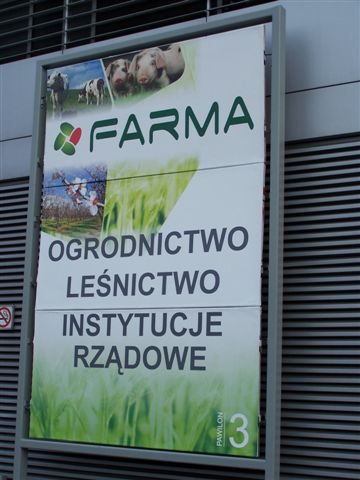 FARMA
OGRODNICTWO
LEŚNICTWO
INSTYTUCJE
RZĄDOWE
PAWILON 3